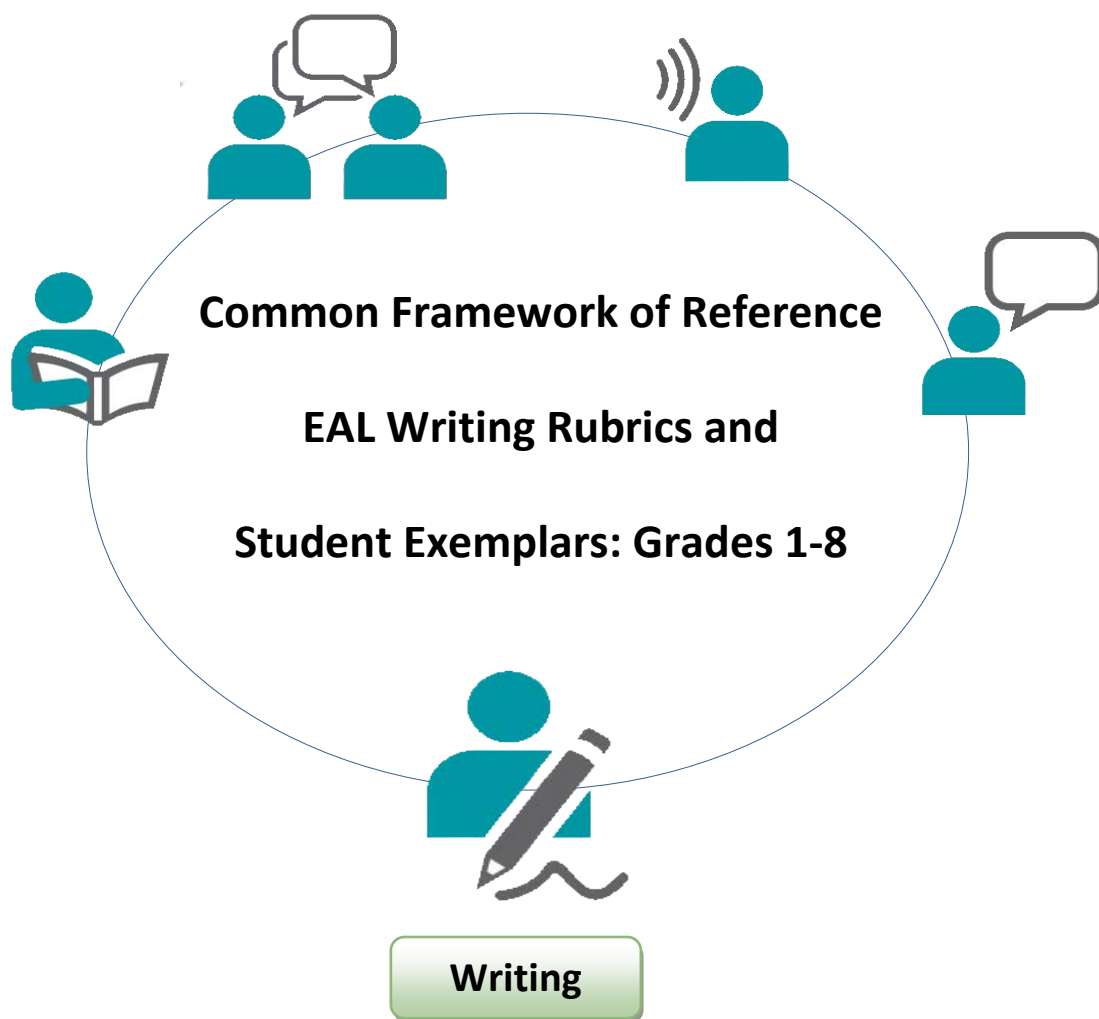 Common Framework of Reference
EAL Writing Rubrics and
Student Exemplars: Grades 1-8
Writing